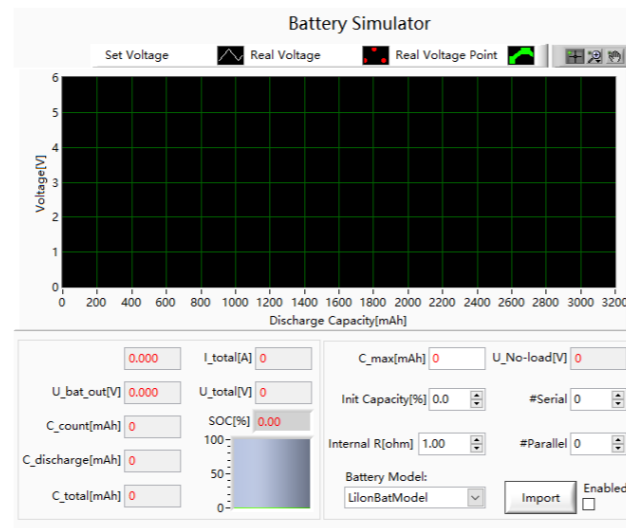 Battery Simulator
Set Voltage Real Voltage Real Voltage Point
6
5
4
3
2
1
0
Voltage[V]
0 200 400 600 800 1000 1200 1400 1600 1800 2000 2200 2400 2600 2800 3000 3200
Discharge Capacity[mAh]
0.000 I_total[A] 0 C_max[mAh] 0 U_No-load[V] 0
U_bat_out[V] 0.000 U_total[V] 0 Init Capacity[%] 0.0 #Serial 0
C_count[mAh] 0 SOC[%] 0.00
100
50
0
C_discharge[mAh] 0 Internal R[ohm] 1.00 #Parallel 0
C_total[mAh] 0
Battery Model:
LiIonBatModel Import Enabled